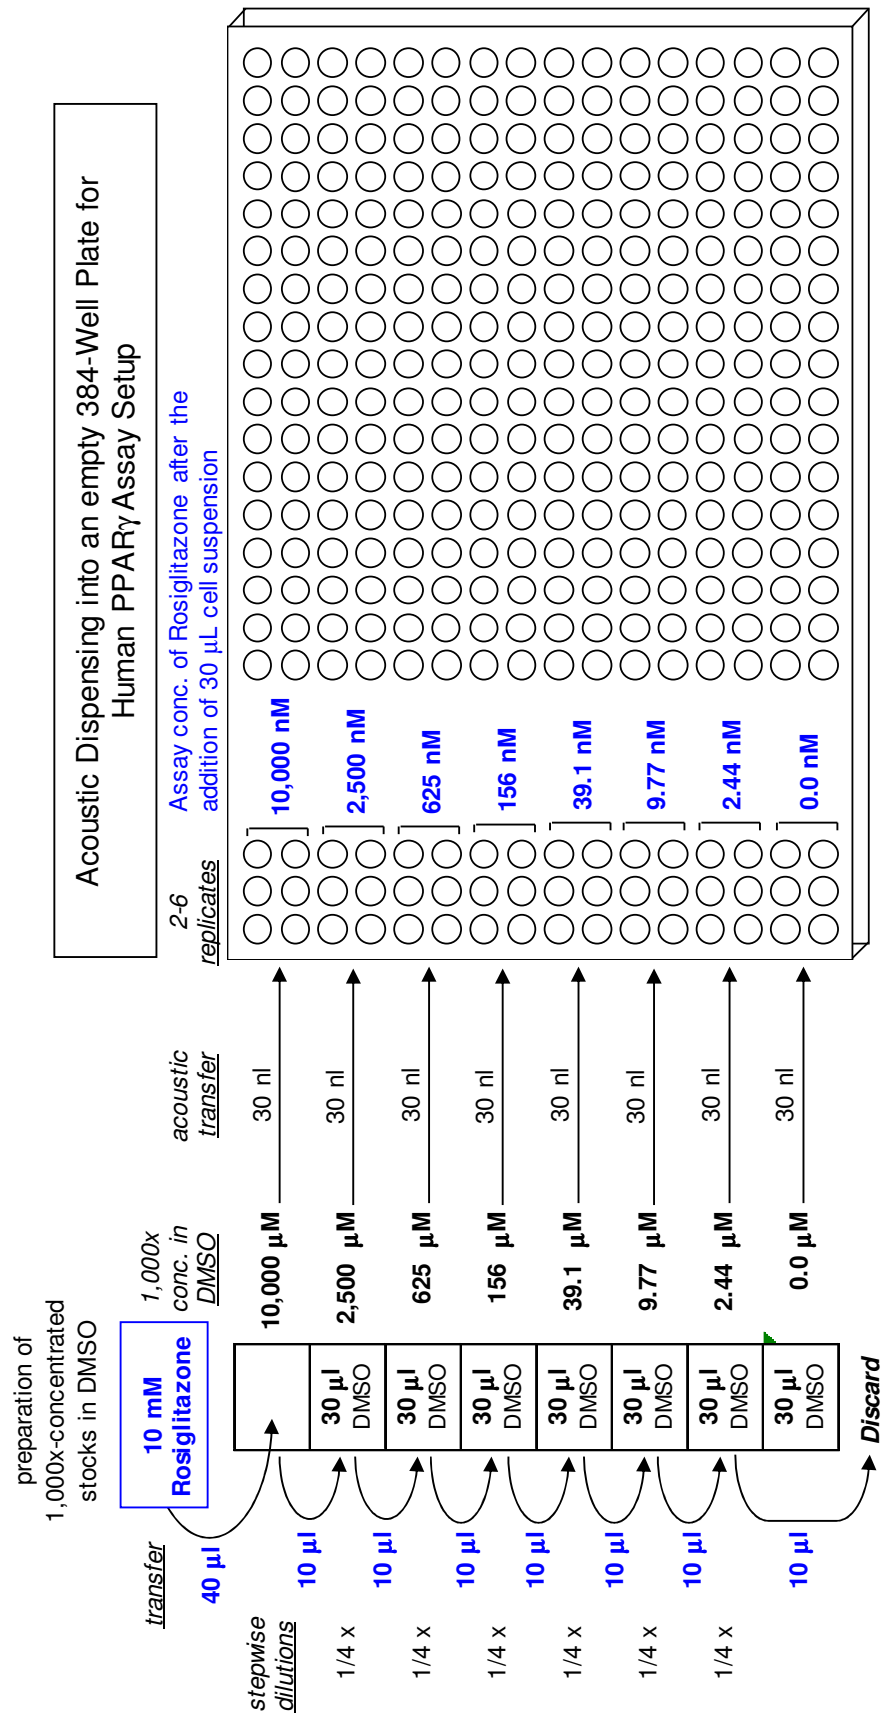 Acoustic Dispensing into an empty 384-Well Plate for
Human PPARγ Assay Setup
preparation of
1,000x-concentrated
stocks in DMSO
10 mM
Rosiglitazone
transfer
40 µl
stepwise
dilutions
1,000x
conc. in
DMSO
acoustic
transfer
2-6
replicates
Assay conc. of Rosiglitazone after the
addition of 30 µL cell suspension
10,000 µM
30 nl
10,000 nM
1/4 x
10 µl
30 µl
DMSO
2,500 µM
30 nl
2,500 nM
1/4 x
10 µl
30 µl
DMSO
625 µM
30 nl
625 nM
1/4 x
10 µl
30 µl
DMSO
156 µM
30 nl
156 nM
1/4 x
10 µl
30 µl
DMSO
39.1 µM
30 nl
39.1 nM
1/4 x
10 µl
30 µl
DMSO
9.77 µM
30 nl
9.77 nM
1/4 x
10 µl
30 µl
DMSO
2.44 µM
30 nl
2.44 nM
10 µl
30 µl
DMSO
0.0 µM
30 nl
0.0 nM
Discard